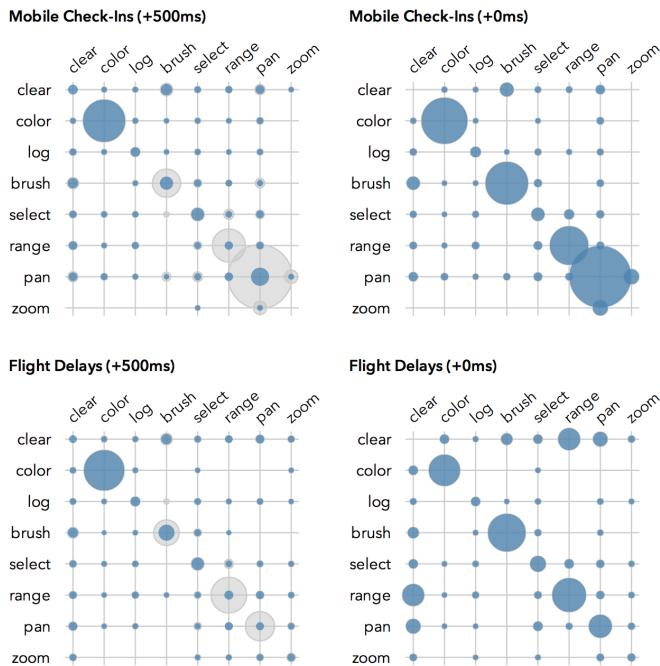 Mobile Check-Ins (+500ms)
clear color log brush select range pan zoom
clear
color
log
brush
select
range
pan
zoom
Mobile Check-Ins (+0ms)
clear color log brush select range pan zoom
clear
color
log
brush
select
range
pan
zoom
Flight Delays (+500ms)
clear color log brush select range pan zoom
clear
color
log
brush
select
range
pan
zoom
Flight Delays (+0ms)
clear color log brush select range pan zoom
clear
color
log
brush
select
range
pan
zoom